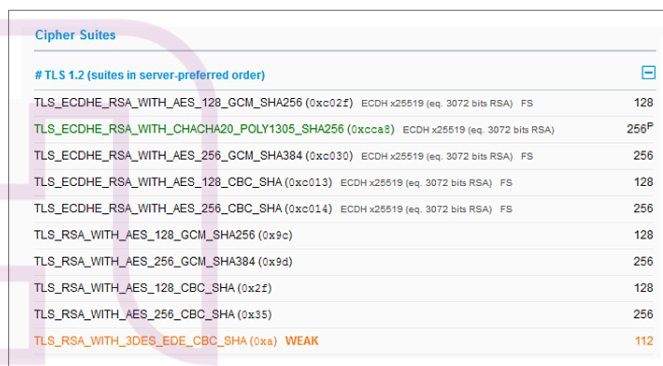 Cipher Suites
# TLS 1.2 (suites in server-preferred order)
TLS_ECDHE_RSA_WITH_AES_128_GCM_SHA256 (0xc02f) ECDH x25519 (eq. 3072 bits RSA) FS 128
TLS_ECDHE_RSA_WITH_CHACHA20_POLY1305_SHA256 (0xcca8) ECDH x25519 (eq. 3072 bits RSA) 256P
TLS_ECDHE_RSA_WITH_AES_256_GCM_SHA384 (0xc030) ECDH x25519 (eq. 3072 bits RSA) FS 256
TLS_ECDHE_RSA_WITH_AES_128_CBC_SHA (0xc013) ECDH x25519 (eq. 3072 bits RSA) FS 128
TLS_ECDHE_RSA_WITH_AES_256_CBC_SHA (0xc014) ECDH x25519 (eq. 3072 bits RSA) FS 256
TLS_RSA_WITH_AES_128_GCM_SHA256 (0x9c) 128
TLS_RSA_WITH_AES_256_GCM_SHA384 (0x9d) 256
TLS_RSA_WITH_AES_128_CBC_SHA (0x2f) 128
TLS_RSA_WITH_AES_256_CBC_SHA (0x35) 256
TLS_RSA_WITH_3DES_EDE_CBC_SHA (0xa) WEAK 112